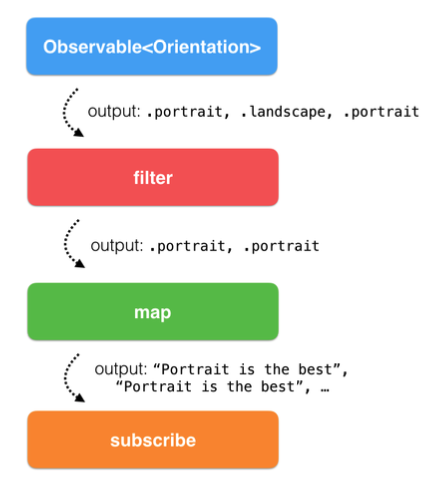 Observable<Orientation>
output: .portrait, .landscape, .portrait
filter
output: .portrait, .portrait
map
output: “Portrait is the best”,
“Portrait is the best”, …
subscribe